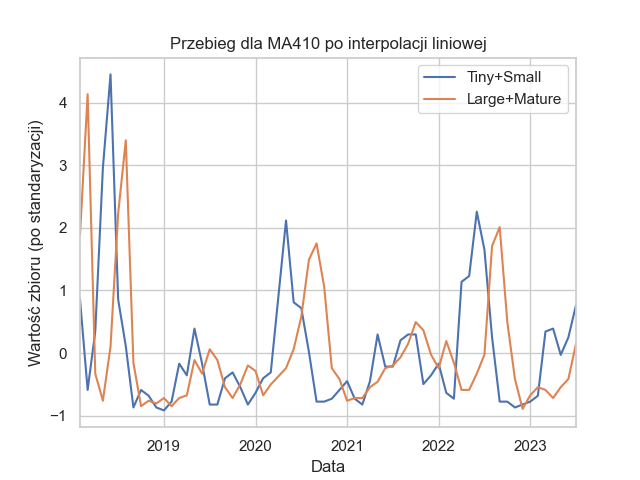 Przebieg dla MA410 po interpolacji liniowej
Tiny+Small
Large+Mature
Wartość zbioru (po standaryzacji)
4
3
2
1
0
−1
2019
2020
2021
2022
2023
Data